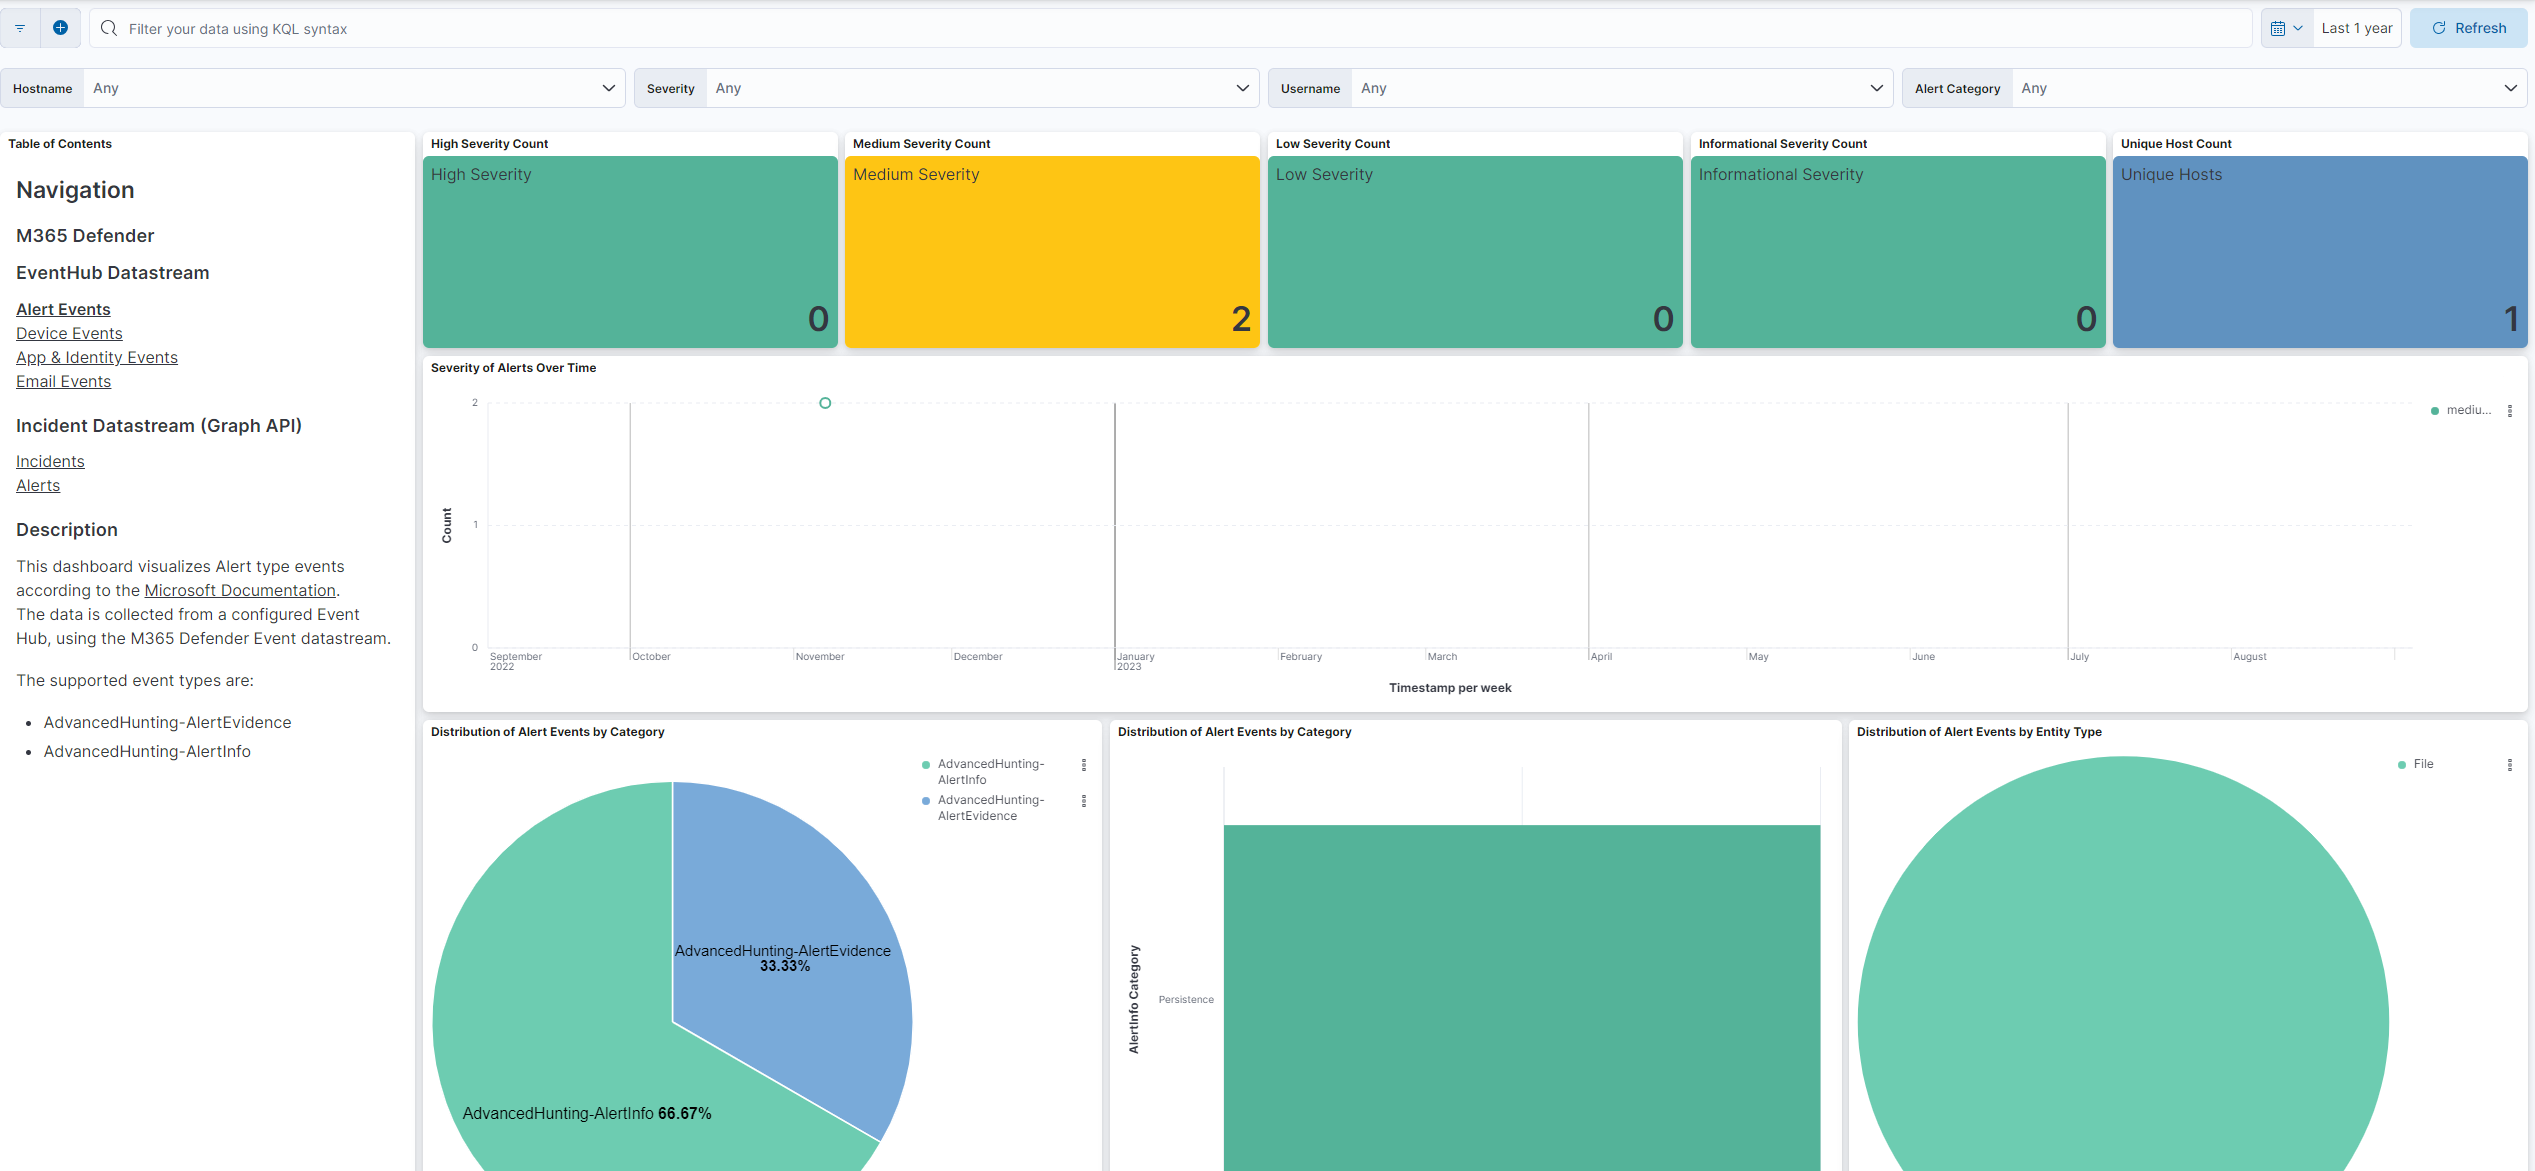 Filter your data using KQL syntax
Last 1 year
Refresh
Hostname Any
Severity Any
Username Any
Alert Category Any
Table of Contents
Navigation
M365 Defender
EventHub Datastream
Alert Events
Device Events
App & Identity Events
Email Events
Incident Datastream (Graph API)
Incidents
Alerts
Description
This dashboard visualizes Alert type events
according to the Microsoft Documentation.
The data is collected from a configured Event
Hub, using the M365 Defender Event datastream.
The supported event types are:
• AdvancedHunting-AlertEvidence
• AdvancedHunting-AlertInfo
High Severity Count
High Severity
0
Medium Severity Count
Medium Severity
2
Low Severity Count
Low Severity
0
Informational Severity Count
Informational Severity
0
Unique Host Count
Unique Hosts
1
Severity of Alerts Over Time
2
1
0
Count
September
2022
October
November
December
January
2023
February
March
April
May
June
July
August
Timestamp per week
mediu...
Distribution of Alert Events by Category
AdvancedHunting-
AlertInfo
AdvancedHunting-
AlertEvidence
AdvancedHunting-AlertEvidence
33.33%
AdvancedHunting-AlertInfo 66.67%
Distribution of Alert Events by Category
AlertInfo Category
Persistence
Distribution of Alert Events by Entity Type
File